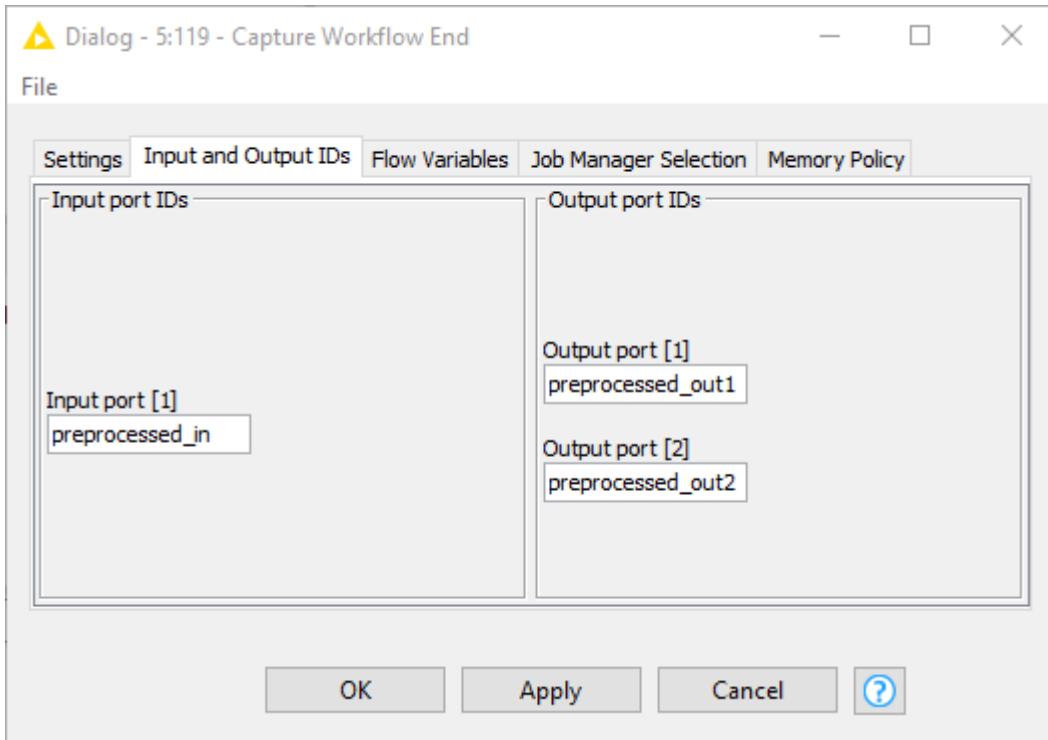 Dialog - 5:119 - Capture Workflow End
File
Settings Input and Output IDs Flow Variables Job Manager Selection Memory Policy
Input port IDs
Input port [1]
preprocessed_in
Output port IDs
Output port [1]
preprocessed_out1
Output port [2]
preprocessed_out2
OK Apply Cancel ?